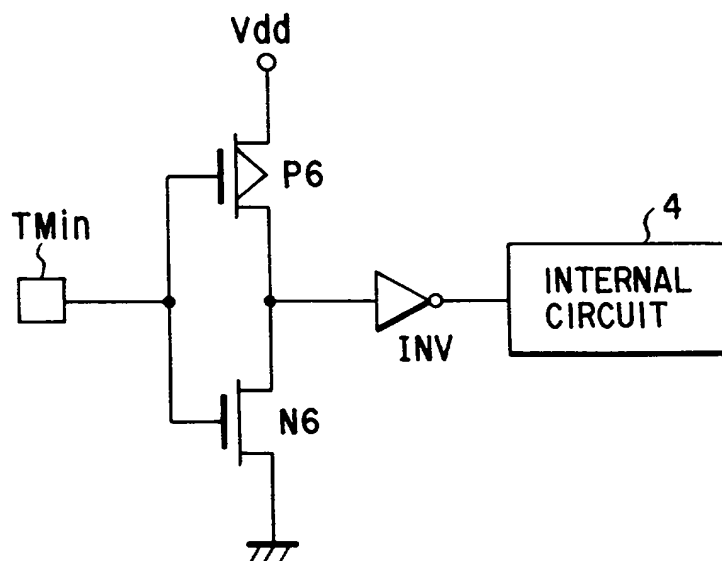 Vdd
P6
TMin
4
INTERNAL
CIRCUIT
INV
N6